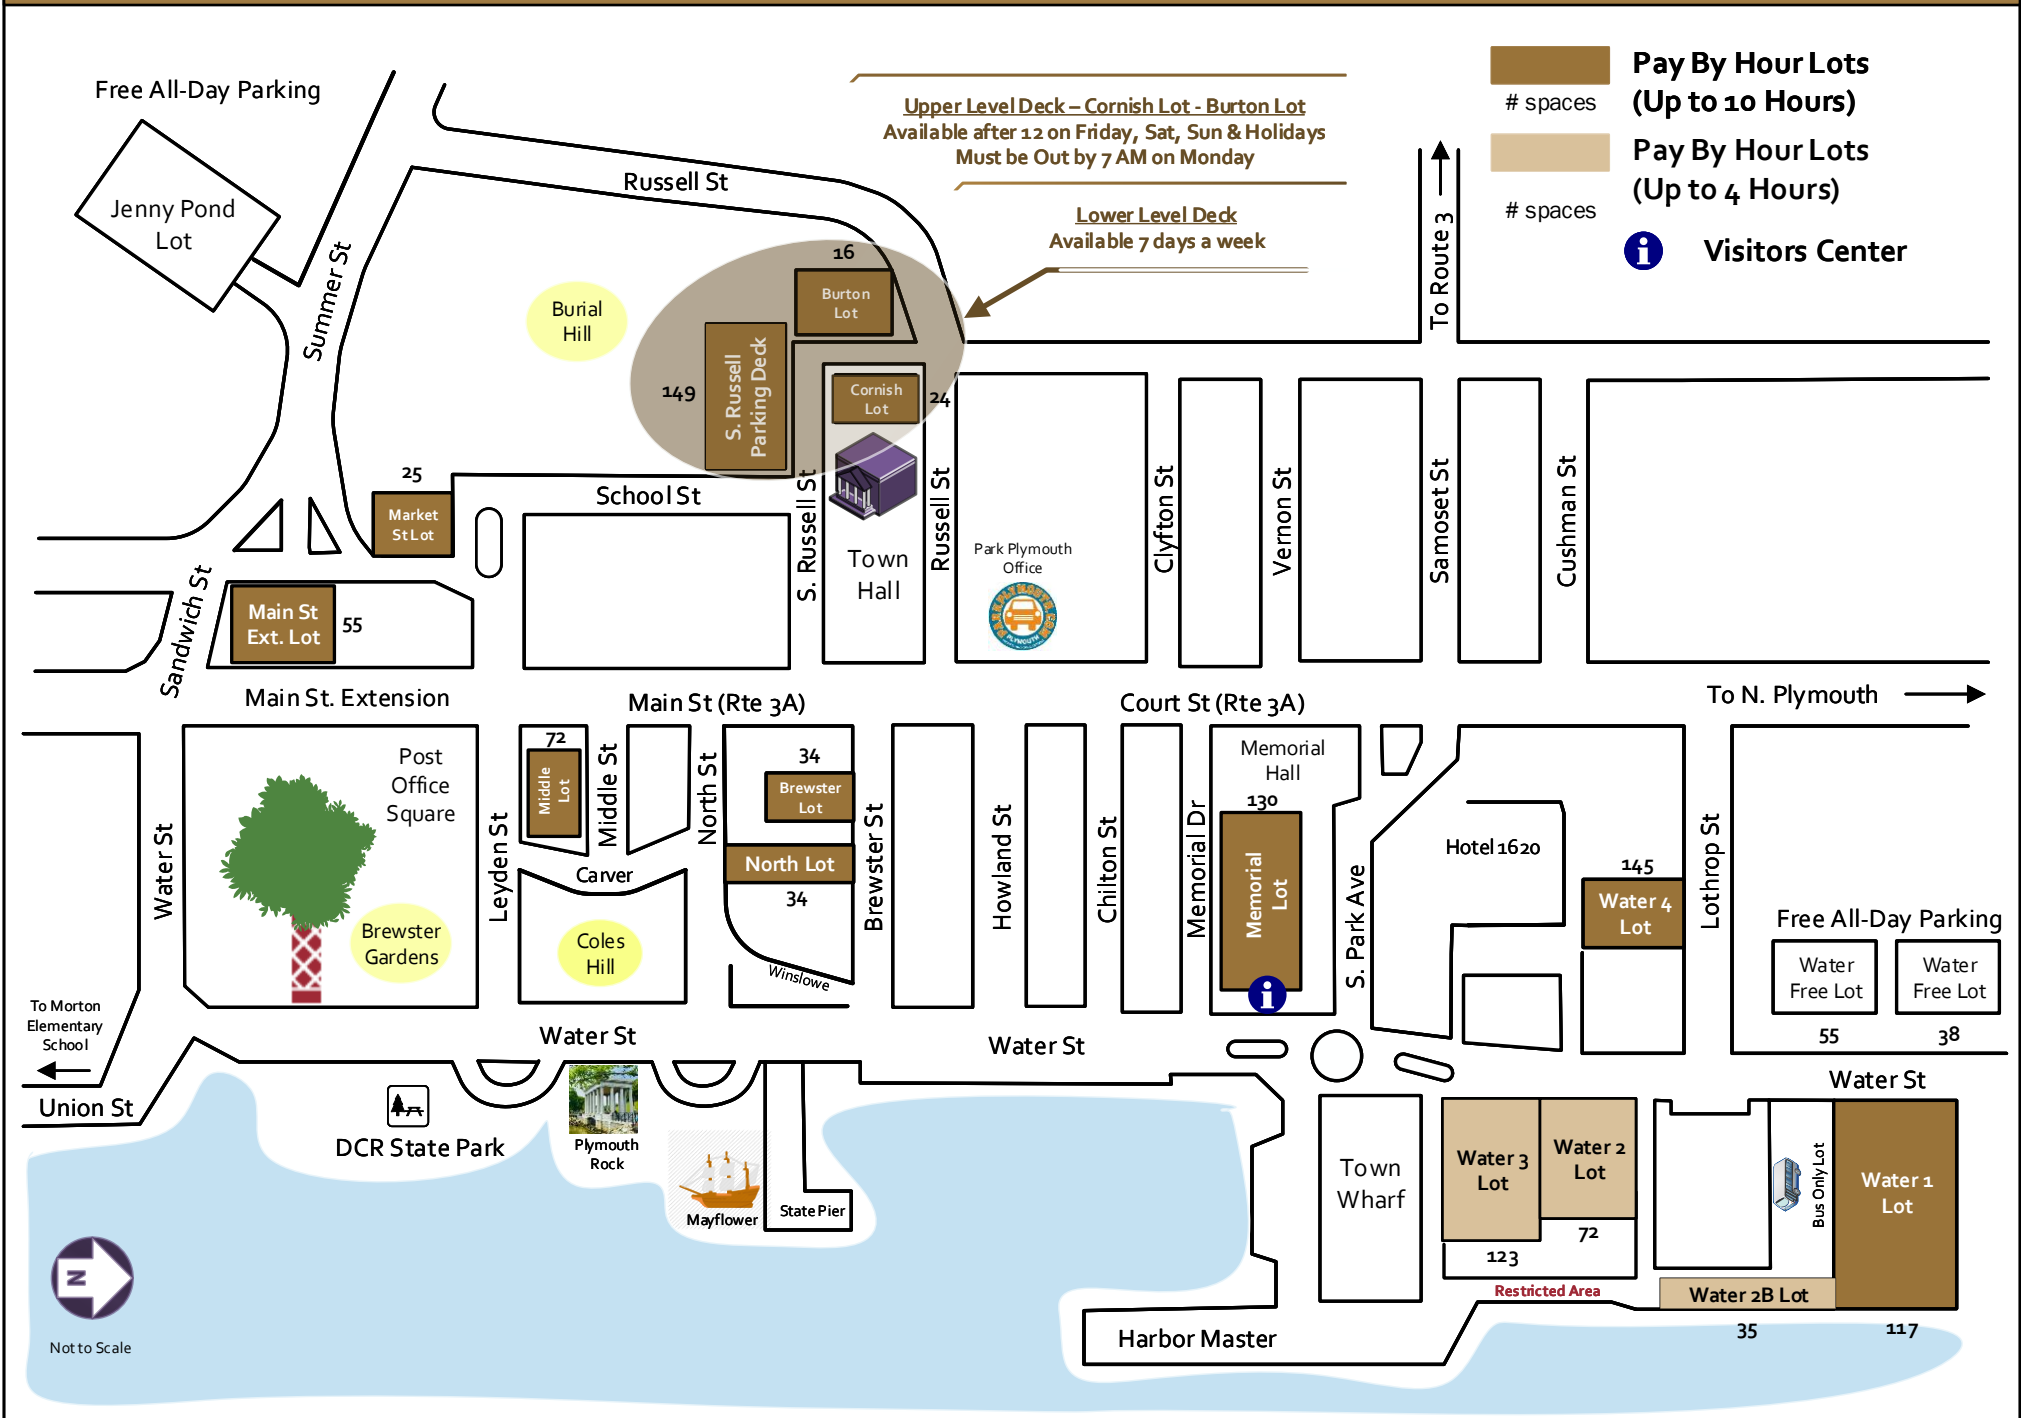 Free All-Day Parking
Jenny Pond
Lot
Summer St
Russell St
Upper Level Deck – Cornish Lot - Burton Lot
Available after 12 on Friday, Sat, Sun & Holidays
Must be Out by 7 AM on Monday
Lower Level Deck
Available 7 days a week
To Route 3
Pay By Hour Lots
(Up to 10 Hours)
# spaces
Pay By Hour Lots
(Up to 4 Hours)
# spaces
Visitors Center
Burial
Hill
16
Burton
Lot
149
S. Russell
Parking Deck
Cornish
Lot
24
25
Market
St Lot
School St
S. Russell St
Town
Hall
Russell St
Park Plymouth
Office
PLYMOUTH
Clyfton St
Vernon St
Samoset St
Cushman St
Sandwich St
Main St
Ext. Lot
55
Main St. Extension
Main St (Rte 3A)
Court St (Rte 3A)
To N. Plymouth
Water St
Post
Office
Square
Brewster
Gardens
Leyden St
72
Middle
Lot
Middle St
North St
34
Brewster
Lot
North Lot
34
Carver
Coles
Hill
Winslowe
Brewster St
Howland St
Chilton St
Memorial Dr
Memorial
Hall
130
Memorial
Lot
S. Park Ave
Hotel 1620
145
Water 4
Lot
Lothrop St
Free All-Day Parking
Water
Free Lot
55
Water
Free Lot
38
To Morton
Elementary
School
Union St
Water St
Water St
Water St
DCR State Park
Plymouth
Rock
Mayflower
State Pier
Town
Wharf
Water 3
Lot
123
Water 2
Lot
72
Bus Only Lot
Water 1
Lot
Restricted Area
Water 2B Lot
35
117
Harbor Master
N
Not to Scale